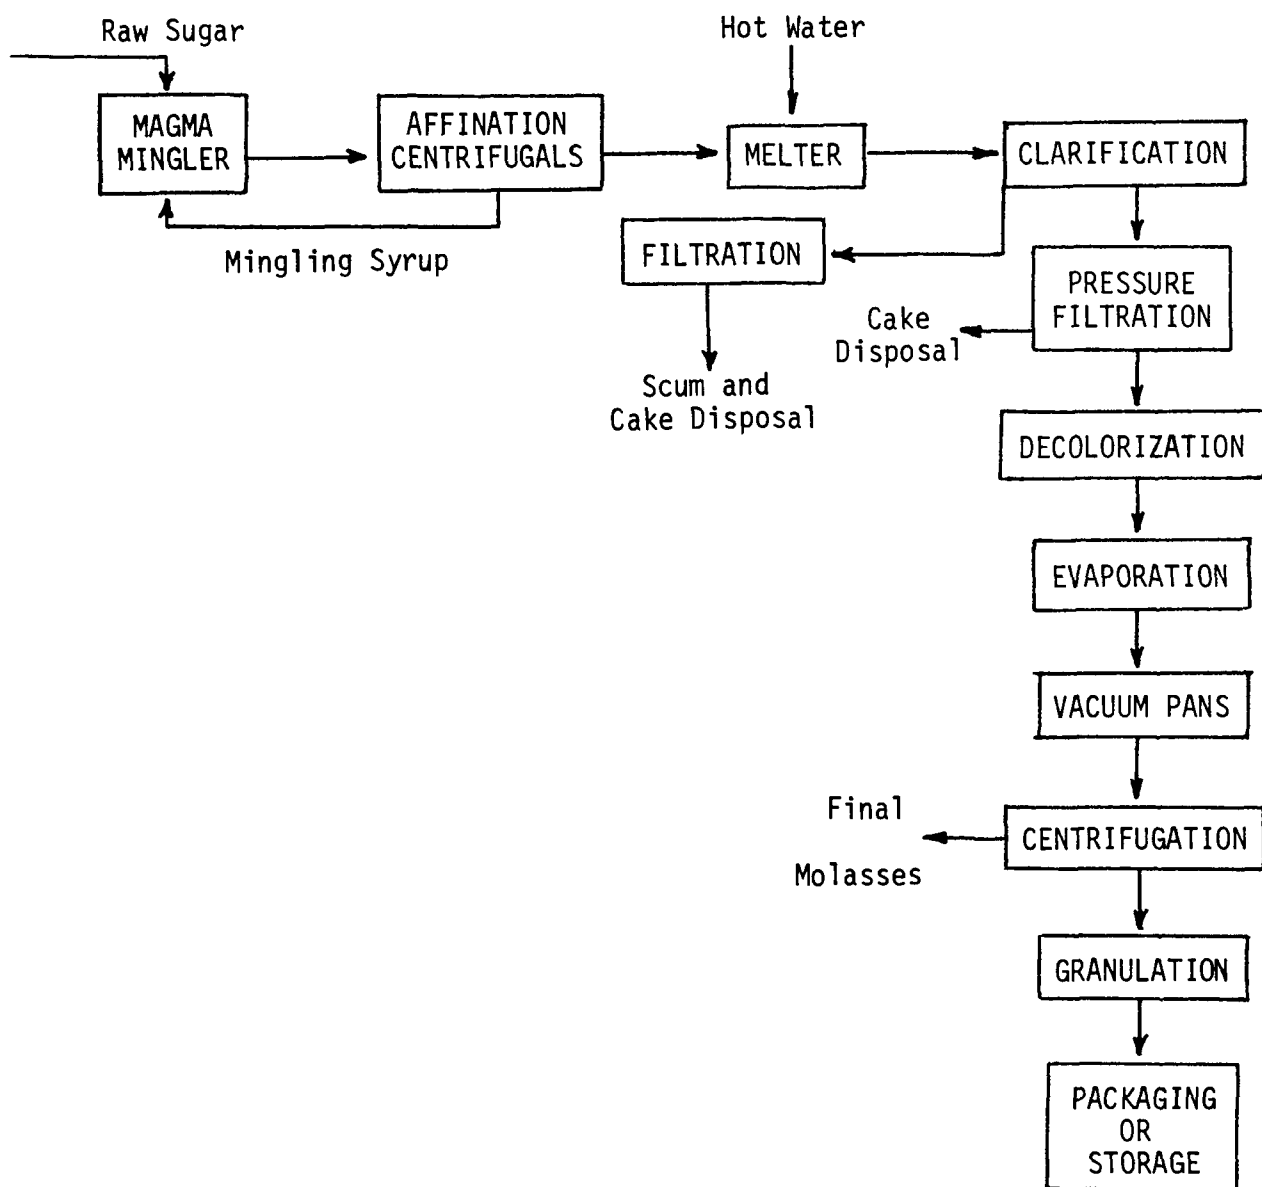 Raw Sugar
Hot Water
MAGMA
MINGLER
AFFINATION
CENTRIFUGALS
MELTER
CLARIFICATION
Mingling Syrup
FILTRATION
PRESSURE
FILTRATION
Cake
Disposal
Scum and
Cake Disposal
DECOLORIZATION
EVAPORATION
VACUUM PANS
Final
Molasses
CENTRIFUGATION
GRANULATION
PACKAGING
OR
STORAGE